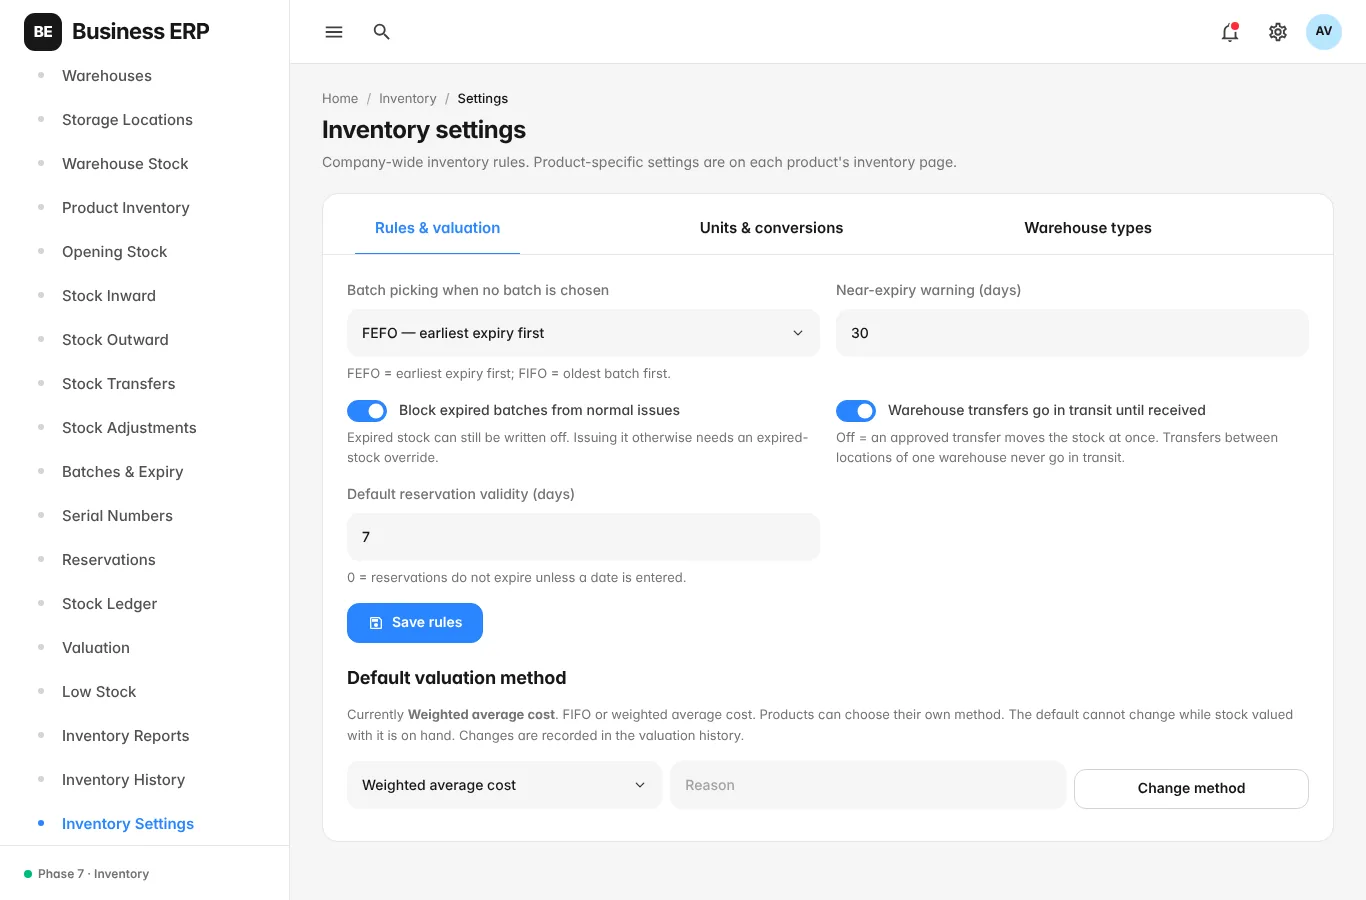 BE Business ERP
Warehouses
Storage Locations
Warehouse Stock
Product Inventory
Opening Stock
Stock Inward
Stock Outward
Stock Transfers
Stock Adjustments
Batches & Expiry
Serial Numbers
Reservations
Stock Ledger
Valuation
Low Stock
Inventory Reports
Inventory History
Inventory Settings
Phase 7 · Inventory
AV
Home / Inventory / Settings
Inventory settings
Company-wide inventory rules. Product-specific settings are on each product's inventory page.
Rules & valuation Units & conversions Warehouse types
Batch picking when no batch is chosen
FEFO — earliest expiry first
FEFO = earliest expiry first; FIFO = oldest batch first.
Near-expiry warning (days)
30
Block expired batches from normal issues
Expired stock can still be written off. Issuing it otherwise needs an expired-
stock override.
Warehouse transfers go in transit until received
Off = an approved transfer moves the stock at once. Transfers between
locations of one warehouse never go in transit.
Default reservation validity (days)
7
0 = reservations do not expire unless a date is entered.
Save rules
Default valuation method
Currently Weighted average cost. FIFO or weighted average cost. Products can choose their own method. The default cannot change while stock valued
with it is on hand. Changes are recorded in the valuation history.
Weighted average cost Reason Change method